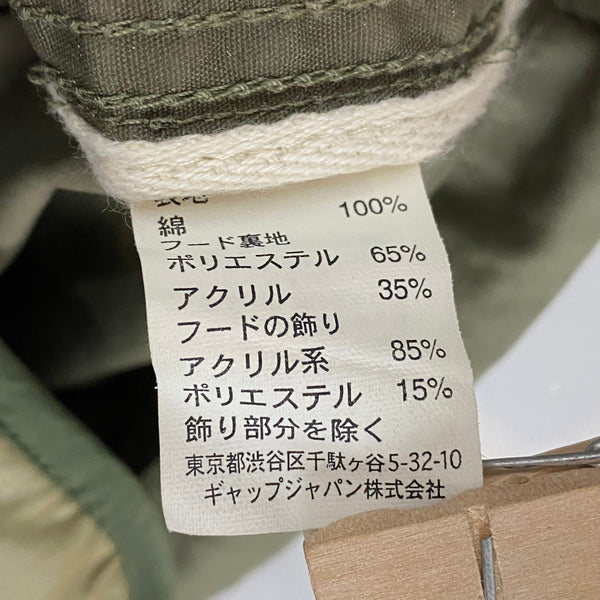 表地
綿 100%
フード裏地
ポリエステル 65%
アクリル 35%
フードの飾り
アクリル系 85%
ポリエステル 15%
飾り部分を除く
東京都渋谷区千駄ヶ谷5-32-10
ギャップジャパン株式会社